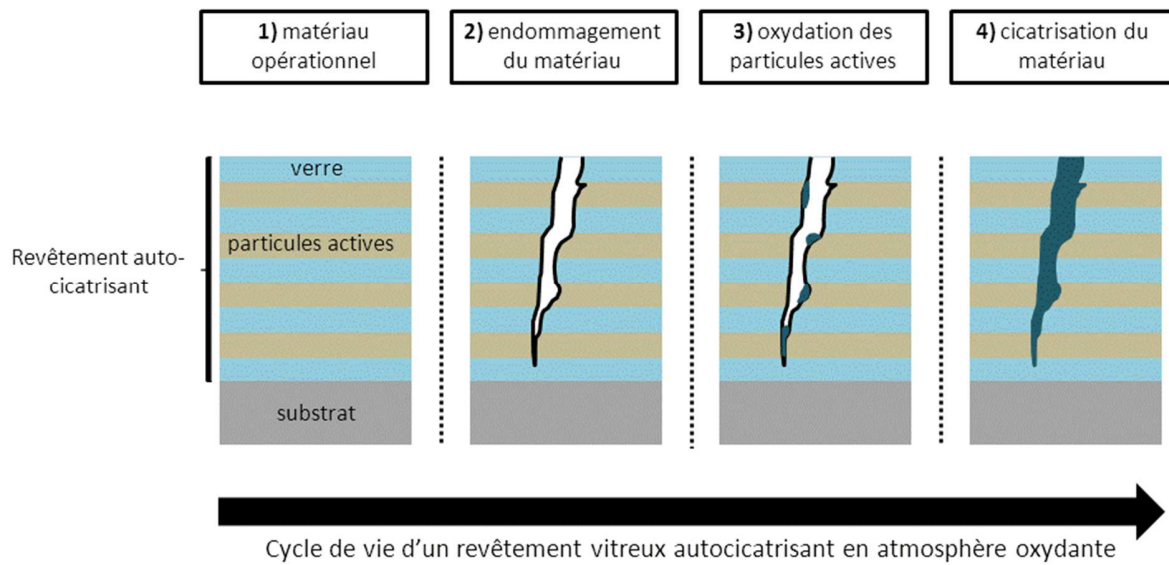 1) matériau
opérationnel
2) endommagement
du matériau
3) oxydation des
particules actives
4) cicatrisation du
matériau
verre
particules actives
Revêtement auto-
cicatrisant
substrat
Cycle de vie d'un revêtement vitreux autocicatrisant en atmosphère oxydante